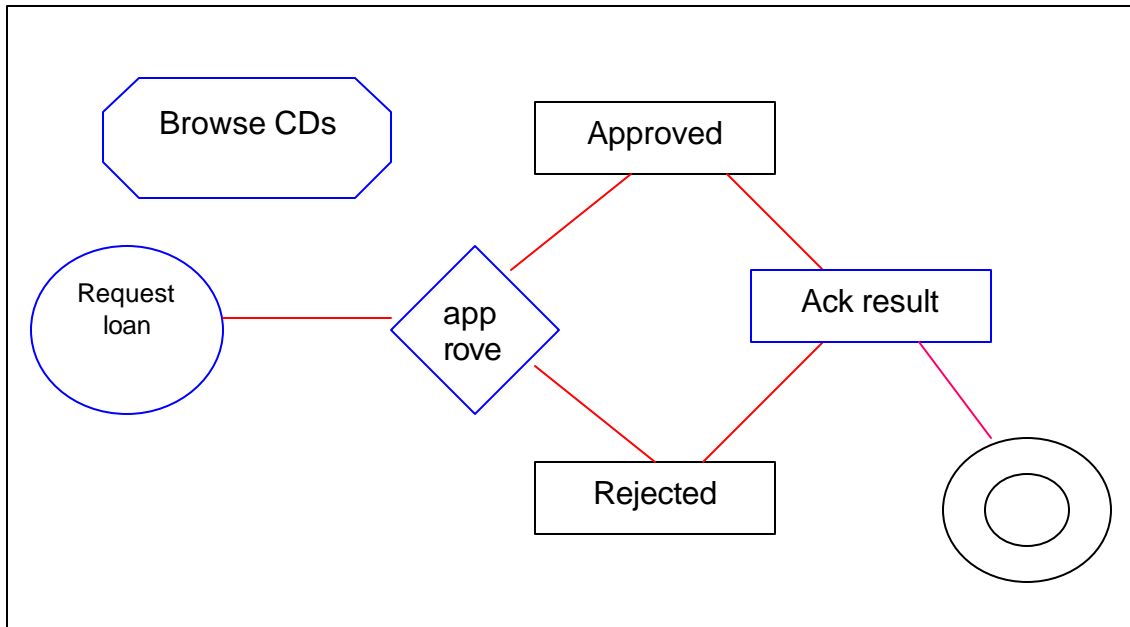 Browse CDs
Approved
Request
loan
app
rove
Ack result
Rejected